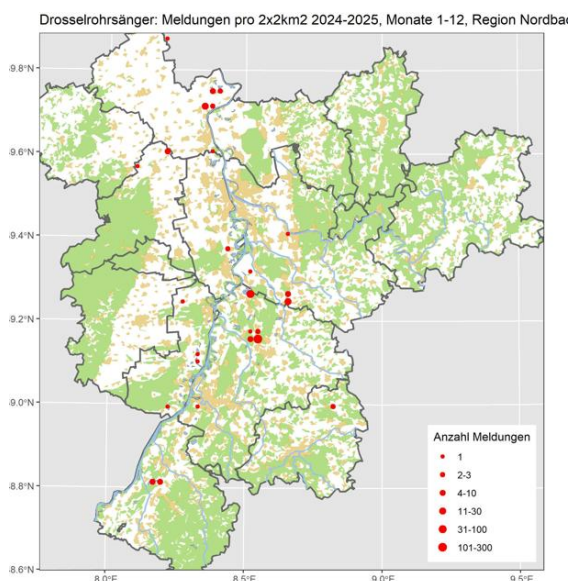 Drosselrohrsänger: Meldungen pro 2x2km2 2024-2025, Monate 1-12, Region Nordbad
9.8°N
9.6°N
9.4°N
9.2°N
9.0°N
8.8°N
8.6°N
8.0°E
8.5°E
9.0°E
9.5°E
Anzahl Meldungen
1
2-3
4-10
11-30
31-100
101-300